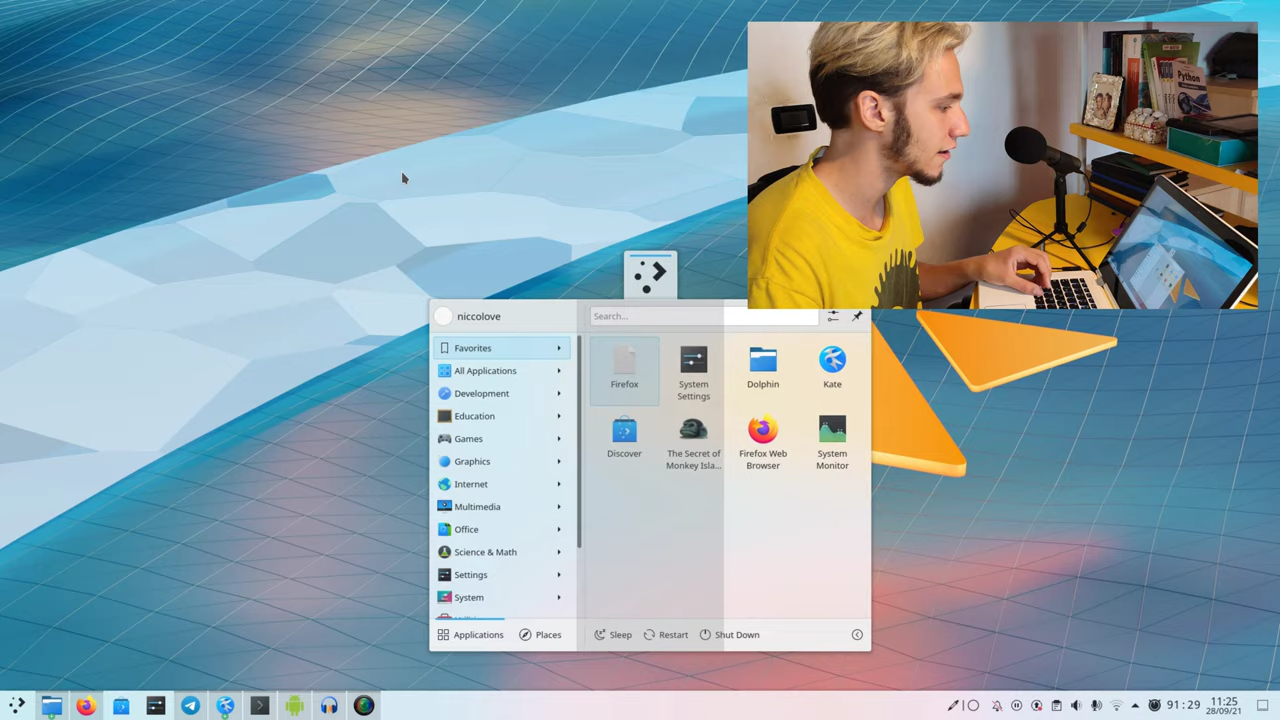 Python
niccolove
Search...
Favorites
All Applications
Development
Education
Games
Graphics
Internet
Multimedia
Office
Science & Math
Settings
System
Firefox
System Settings
Dolphin
Kate
Discover
The Secret of Monkey Isla...
Firefox Web Browser
System Monitor
Applications
Places
Sleep
Restart
Shut Down
91:29
11:25
28/09/21